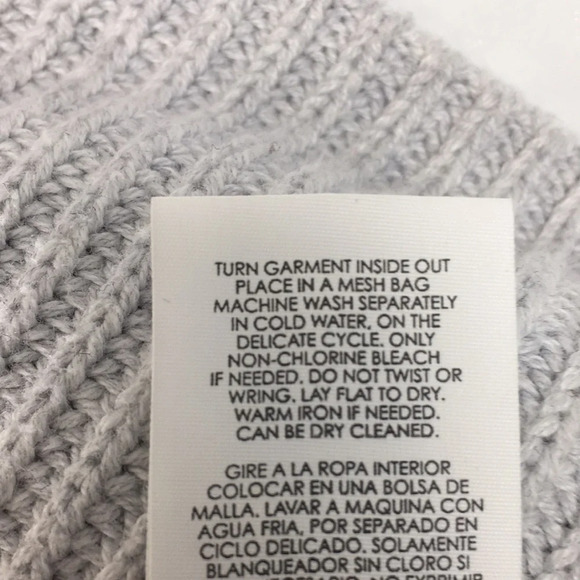 TURN GARMENT INSIDE OUT
PLACE IN A MESH BAG
MACHINE WASH SEPARATELY
IN COLD WATER, ON THE
DELICATE CYCLE. ONLY
NON-CHLORINE BLEACH
IF NEEDED. DO NOT TWIST OR
WRING. LAY FLAT TO DRY.
WARM IRON IF NEEDED.
CAN BE DRY CLEANED.
GIRE A LA ROPA INTERIOR
COLOCAR EN UNA BOLSA DE
MALLA. LAVAR A MAQUINA CON
AGUA FRIA, POR SEPARADO EN
CICLO DELICADO. SOLAMENTE
BLANQUEADOR SIN CLORO SI